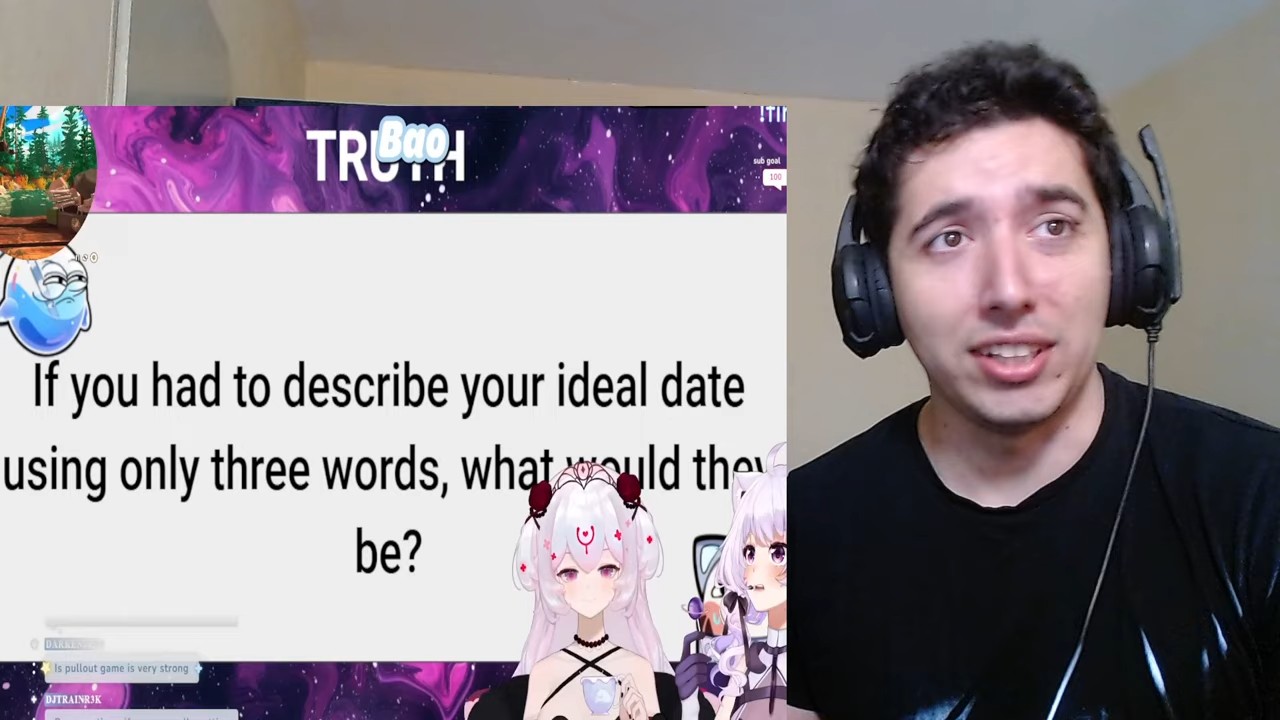 TRUTH
Bao
!TI
sub goal
100
If you had to describe your ideal date
using only three words, what would they
be?
Is pullout game is very strong
DJTRAINR3K